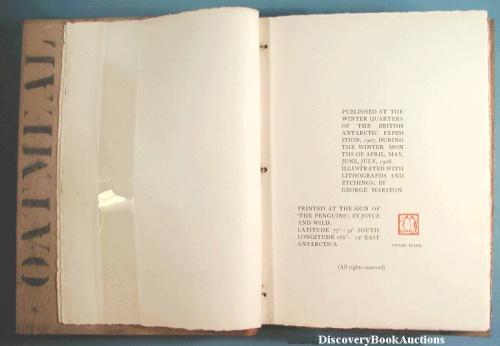 OATMEAL
PUBLISHED AT THE
WINTER QUARTERS
OF THE BRITISH
ANTARCTIC EXPED
ITION, 1907, DURING
THE WINTER MON
THS OF APRIL, MAY,
JUNE, JULY, 1908.
ILLUSTRATED WITH
LITHOGRAPHS AND
ETCHINGS; BY
GEORGE MARSTON
PRINTED AT THE SIGN OF
'THE PENGUINS'; BY JOYCE
AND WILD.
LATITUDE 77° ·· 32' SOUTH
LONGITUDE 166° ·· 12' EAST
ANTARCTICA
TRADE MARK
(All rights reserved)
DiscoveryBookAuctions